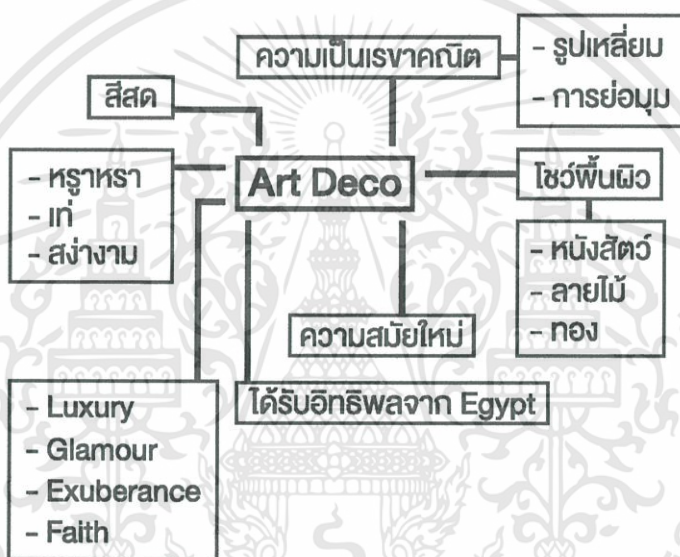 ความเป็นเรขาคณิต
- รูปเหลี่ยม
- การย่อมุม
สีสด
- หรูหรา
- เท่
- สง่างาม
Art Deco
โชว์พื้นผิว
- หนังสัตว์
- ลายไม้
- ทอง
ความสมัยใหม่
ได้รับอิทธิพลจาก Egypt
- Luxury
- Glamour
- Exuberance
- Faith